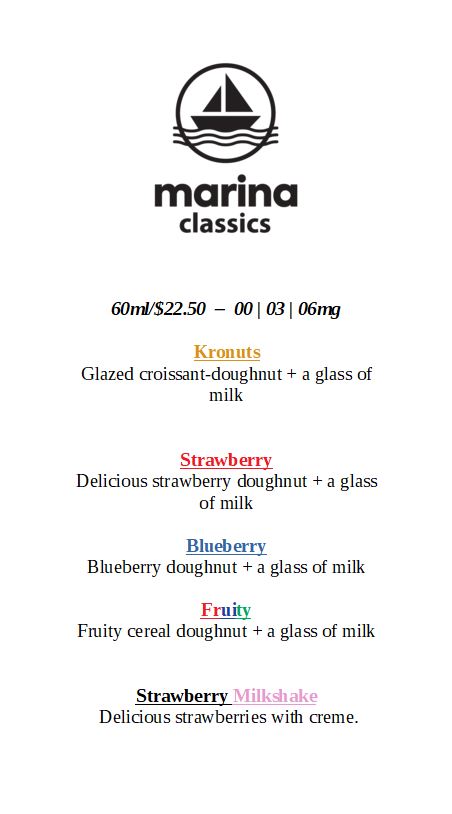 marina
classics
60ml/$22.50 – 00 | 03 | 06mg
Kronuts
Glazed croissant-doughnut + a glass of
milk
Strawberry
Delicious strawberry doughnut + a glass
of milk
Blueberry
Blueberry doughnut + a glass of milk
Fruity
Fruity cereal doughnut + a glass of milk
Strawberry Milkshake
Delicious strawberries with creme.